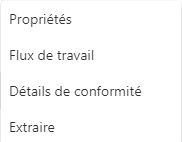 Propriétés
Flux de travail
Détails de conformité
Extraire